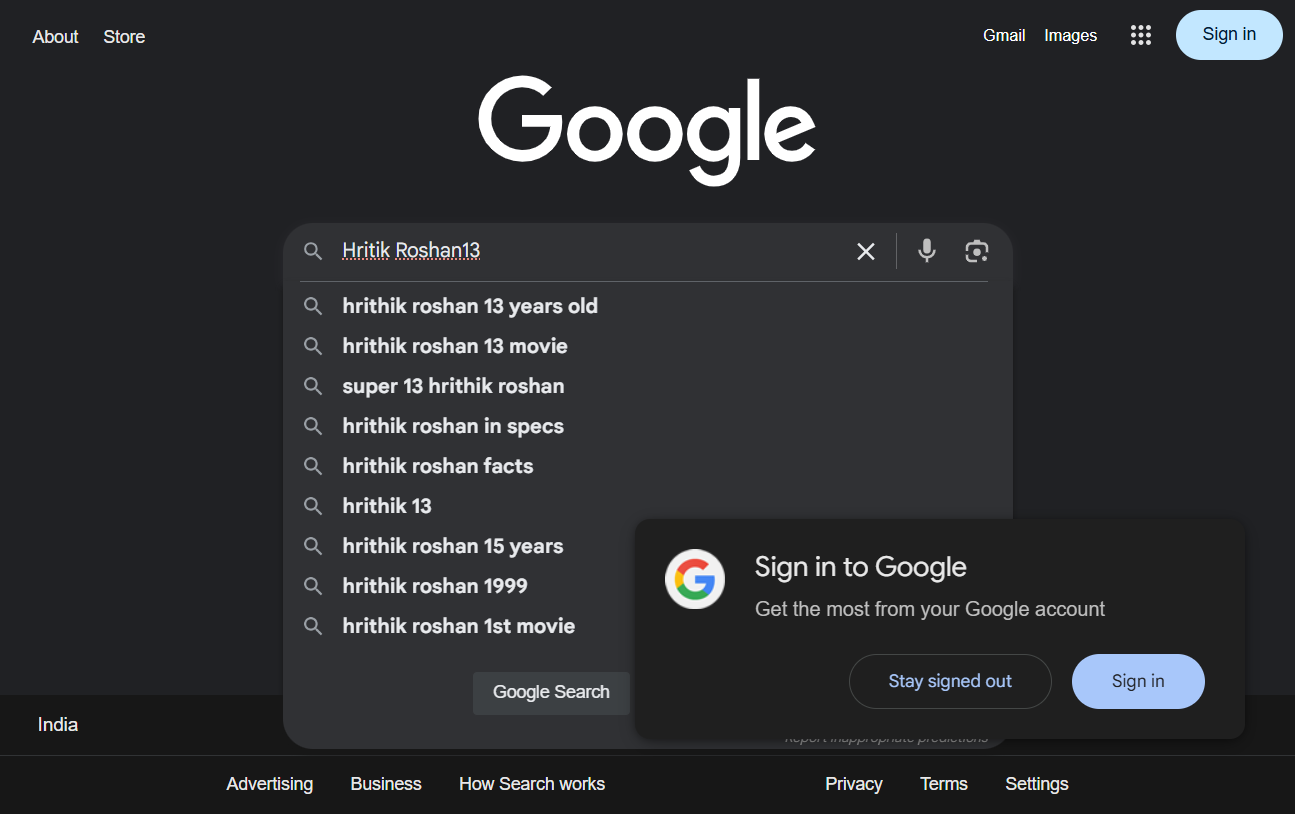 About Store
Gmail Images Sign in
Google
Hritik Roshan13
hrithik roshan 13 years old
hrithik roshan 13 movie
super 13 hrithik roshan
hrithik roshan in specs
hrithik roshan facts
hrithik 13
hrithik roshan 15 years
hrithik roshan 1999
hrithik roshan 1st movie
Google Search
Sign in to Google
Get the most from your Google account
Stay signed out Sign in
Report inappropriate predictions
India
Advertising Business How Search works Privacy Terms Settings